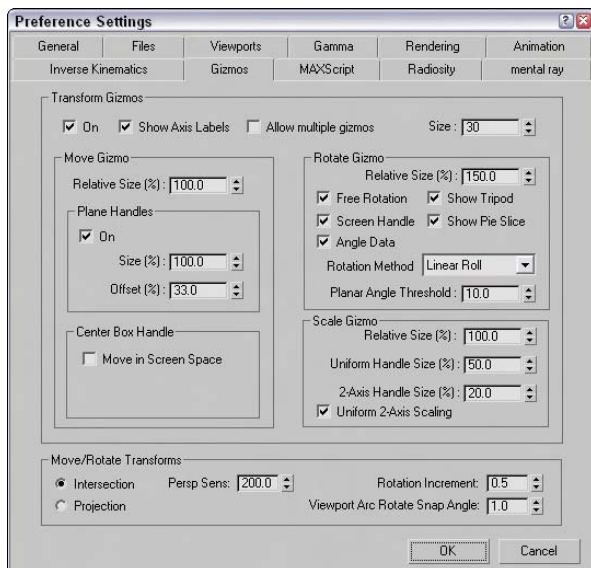 Preference Settings
General Files Viewports Gamma Rendering Animation
Inverse Kinematics Gizmos MAXScript Radiosity mental ray
Transform Gizmos
On Show Axis Labels Allow multiple gizmos Size : 30
Move Gizmo
Relative Size (%) : 100.0
Plane Handles
On
Size (%) : 100.0
Offset (%) : 33.0
Center Box Handle
Move in Screen Space
Rotate Gizmo
Relative Size (%) : 150.0
Free Rotation Show Tripod
Screen Handle Show Pie Slice
Angle Data
Rotation Method Linear Roll
Planar Angle Threshold : 10.0
Scale Gizmo
Relative Size (%) : 100.0
Uniform Handle Size (%) : 50.0
2-Axis Handle Size (%) : 20.0
Uniform 2-Axis Scaling
Move/Rotate Transforms
Intersection Persp Sens: 200.0 Rotation Increment: 0.5
Projection Viewport Arc Rotate Snap Angle: 1.0
OK Cancel